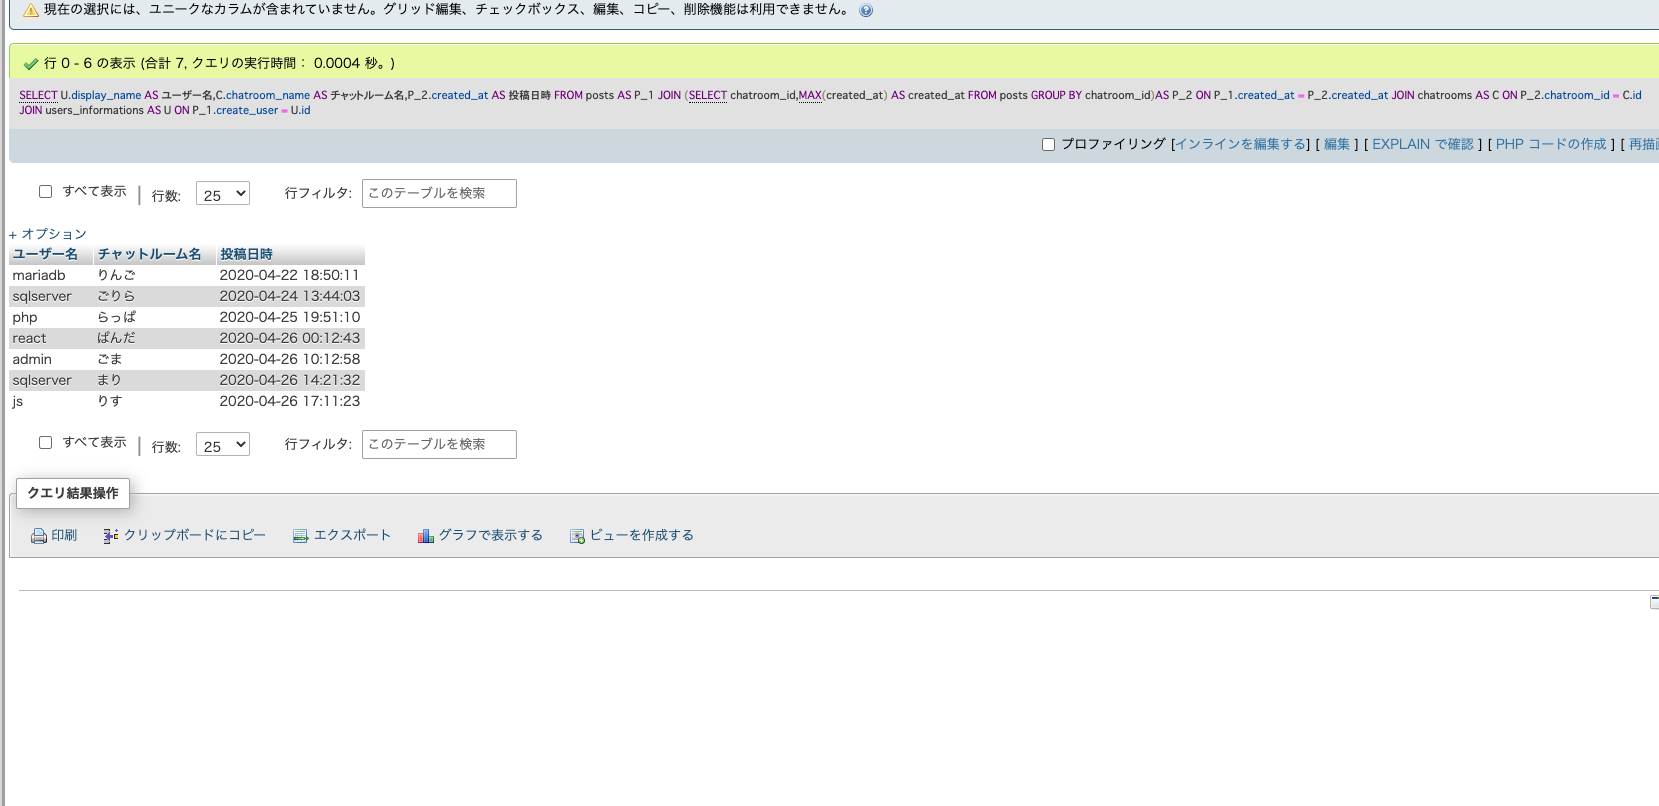 現在の選択には、ユニークなカラムが含まれていません。グリッド編集、チェックボックス、編集、コピー、削除機能は利用できません。
行 0 - 6 の表示 (合計 7, クエリの実行時間： 0.0004 秒。)
SELECT U.display_name AS ユーザー名,C.chatroom_name AS チャットルーム名,P_2.created_at AS 投稿日時 FROM posts AS P_1 JOIN (SELECT chatroom_id,MAX(created_at) AS created_at FROM posts GROUP BY chatroom_id)AS P_2 ON P_1.created_at = P_2.created_at JOIN chatrooms AS C ON P_2.chatroom_id = C.id
JOIN users_informations AS U ON P_1.create_user = U.id
プロファイリング [インラインを編集する] [ 編集 ] [ EXPLAIN で確認 ] [ PHP コードの作成 ] [ 再描
すべて表示 | 行数: 25 行フィルタ: このテーブルを検索
+ オプション
ユーザー名 チャットルーム名 投稿日時
mariadb りんご 2020-04-22 18:50:11
sqlserver ごりら 2020-04-24 13:44:03
php らっぱ 2020-04-25 19:51:10
react ぱんだ 2020-04-26 00:12:43
admin ごま 2020-04-26 10:12:58
sqlserver まり 2020-04-26 14:21:32
js りす 2020-04-26 17:11:23
すべて表示 | 行数: 25 行フィルタ: このテーブルを検索
クエリ結果操作
印刷 クリップボードにコピー エクスポート グラフで表示する ビューを作成する